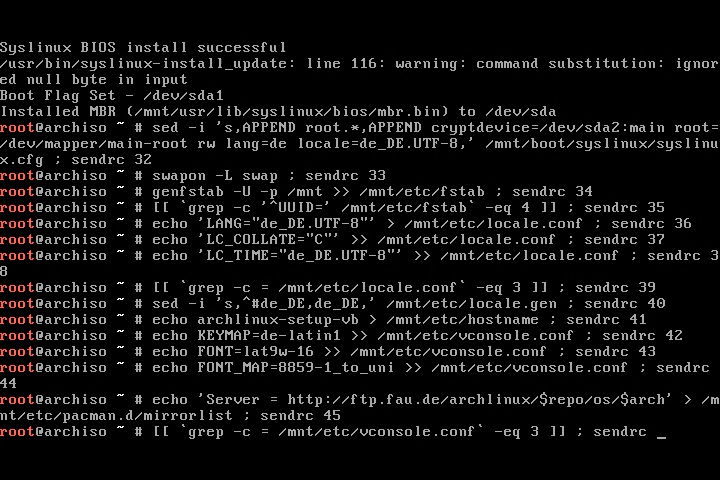 Syslinux BIOS install successful
/usr/bin/syslinux-install_update: line 116: warning: command substitution: ignor
ed null byte in input
Boot Flag Set - /dev/sda1
Installed MBR (/mnt/usr/lib/syslinux/bios/mbr.bin) to /dev/sda
root@archiso ~ # sed -i 's,APPEND root.*,APPEND cryptdevice=/dev/sda2:main root=
/dev/mapper/main-root rw lang=de locale=de_DE.UTF-8,' /mnt/boot/syslinux/syslinu
x.cfg ; sendrc 32
root@archiso ~ # swapon -L swap ; sendrc 33
root@archiso ~ # genfstab -U -p /mnt >> /mnt/etc/fstab ; sendrc 34
root@archiso ~ # [[ `grep -c '^UUID=' /mnt/etc/fstab` -eq 4 ]] ; sendrc 35
root@archiso ~ # echo 'LANG="de_DE.UTF-8"' > /mnt/etc/locale.conf ; sendrc 36
root@archiso ~ # echo 'LC_COLLATE="C"' >> /mnt/etc/locale.conf ; sendrc 37
root@archiso ~ # echo 'LC_TIME="de_DE.UTF-8"' >> /mnt/etc/locale.conf ; sendrc 3
8
root@archiso ~ # [[ `grep -c = /mnt/etc/locale.conf` -eq 3 ]] ; sendrc 39
root@archiso ~ # sed -i 's,^#de_DE,de_DE,' /mnt/etc/locale.gen ; sendrc 40
root@archiso ~ # echo archlinux-setup-vb > /mnt/etc/hostname ; sendrc 41
root@archiso ~ # echo KEYMAP=de-latin1 >> /mnt/etc/vconsole.conf ; sendrc 42
root@archiso ~ # echo FONT=lat9w-16 >> /mnt/etc/vconsole.conf ; sendrc 43
root@archiso ~ # echo FONT_MAP=8859-1_to_uni >> /mnt/etc/vconsole.conf ; sendrc
44
root@archiso ~ # echo 'Server = http://ftp.fau.de/archlinux/$repo/os/$arch' > /m
nt/etc/pacman.d/mirrorlist ; sendrc 45
root@archiso ~ # [[ `grep -c = /mnt/etc/vconsole.conf` -eq 3 ]] ; sendrc _